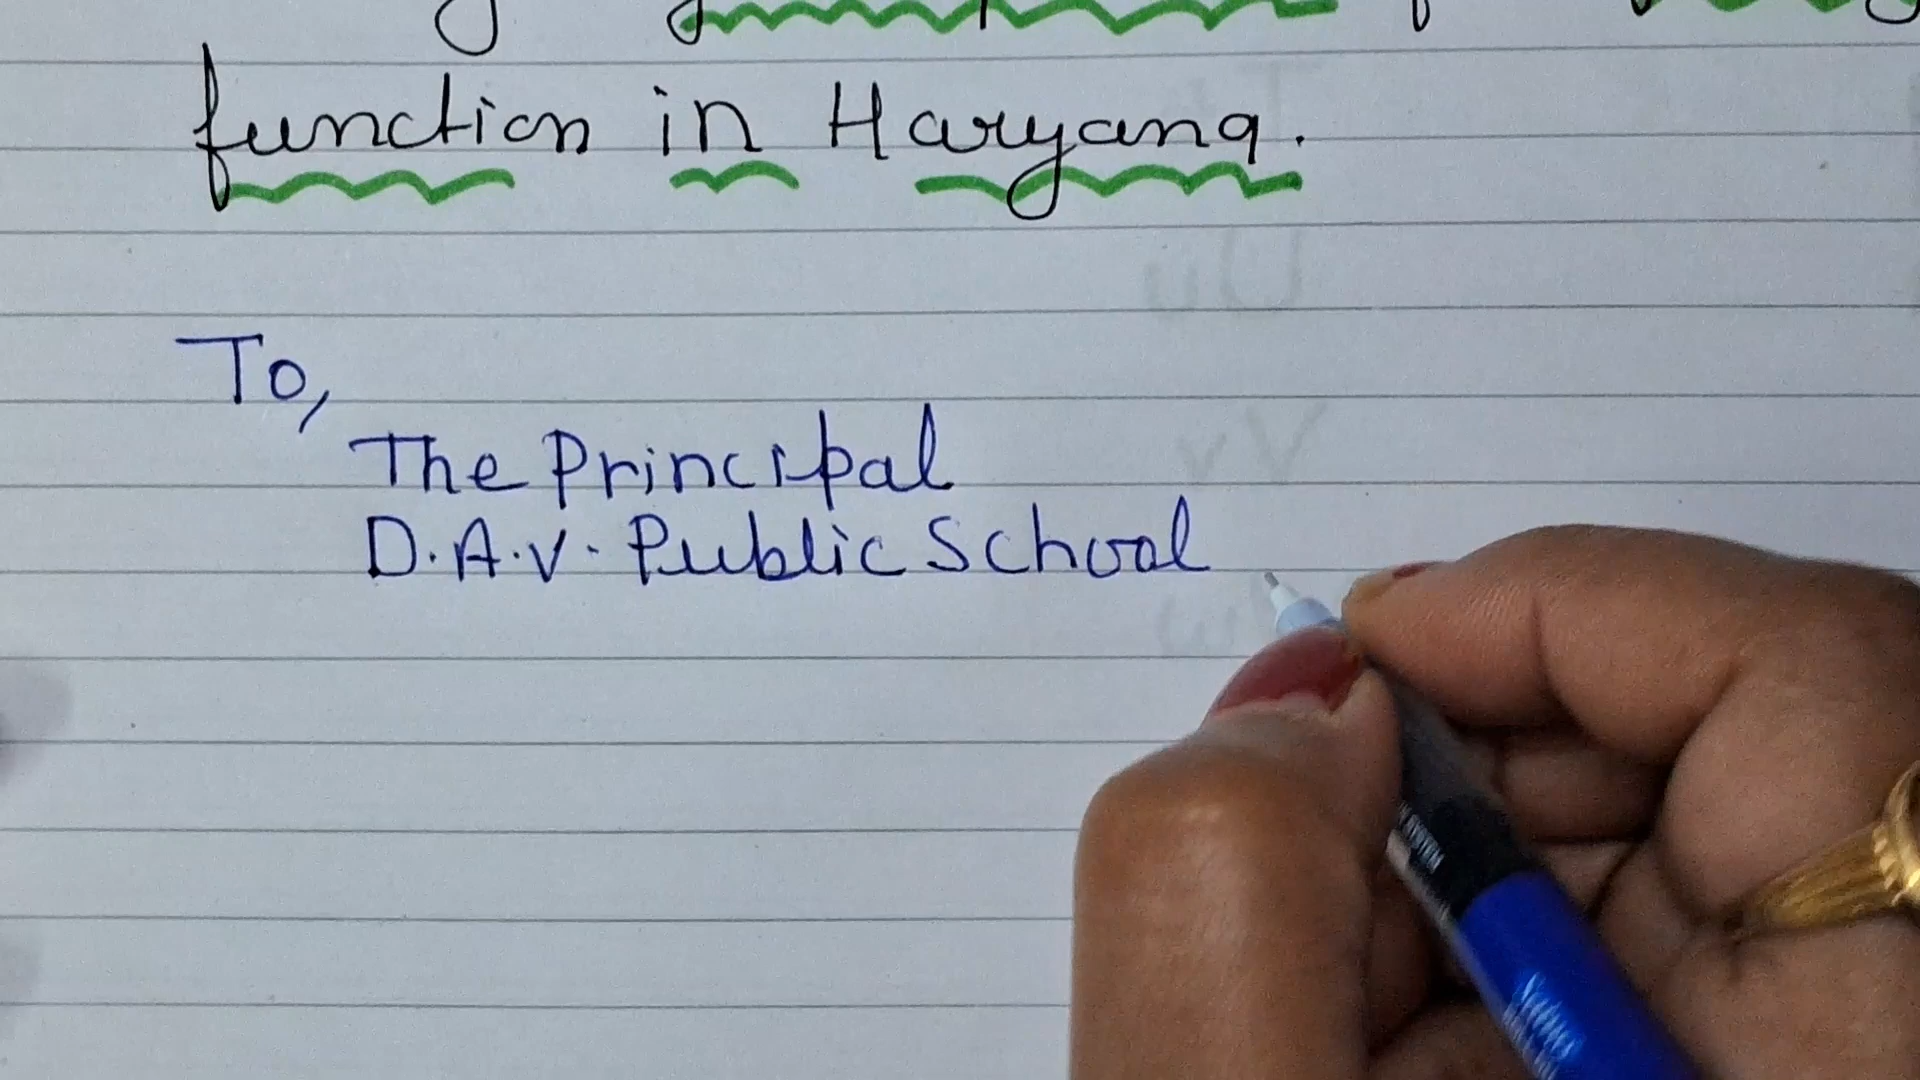 function in Haryana.
To,
The Principal
D.A.V. Public School